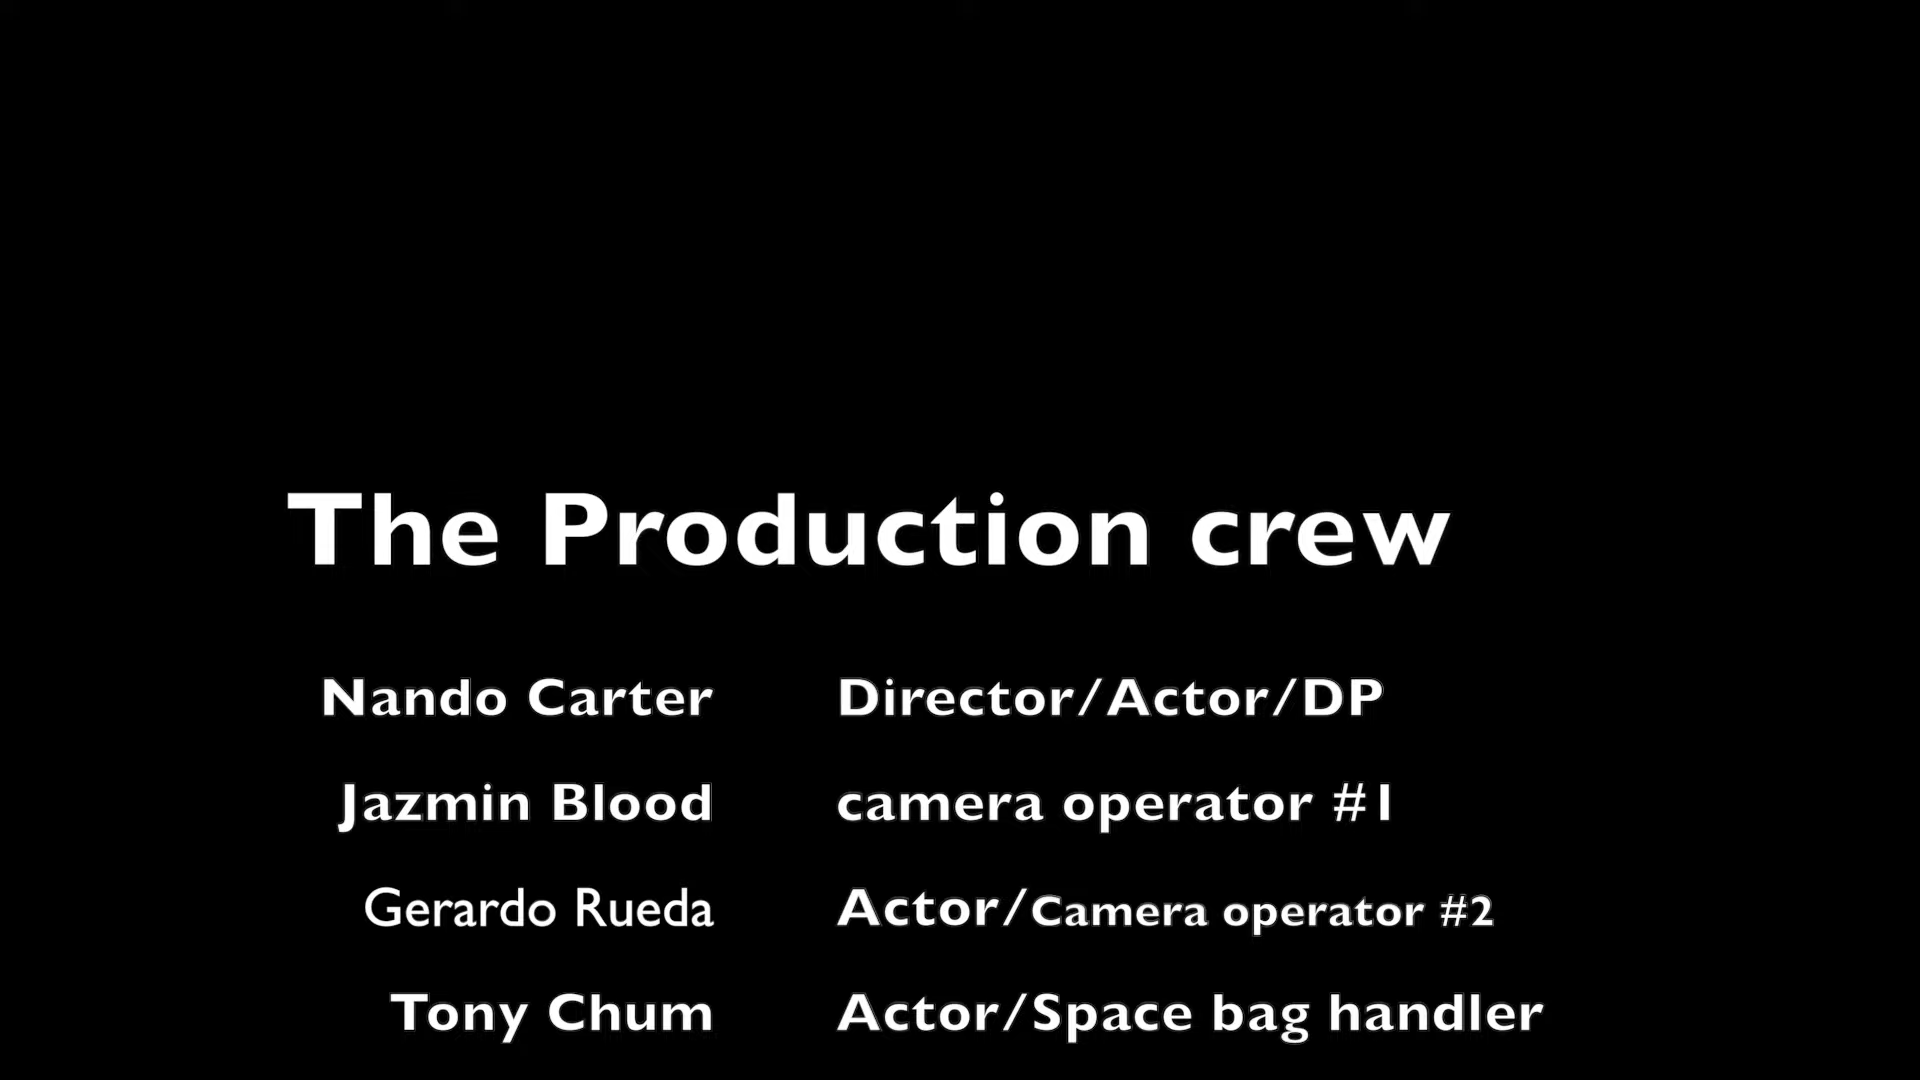 The Production crew
Nando Carter Director/Actor/DP
Jazmin Blood camera operator #1
Gerardo Rueda Actor/Camera operator #2
Tony Chum Actor/Space bag handler